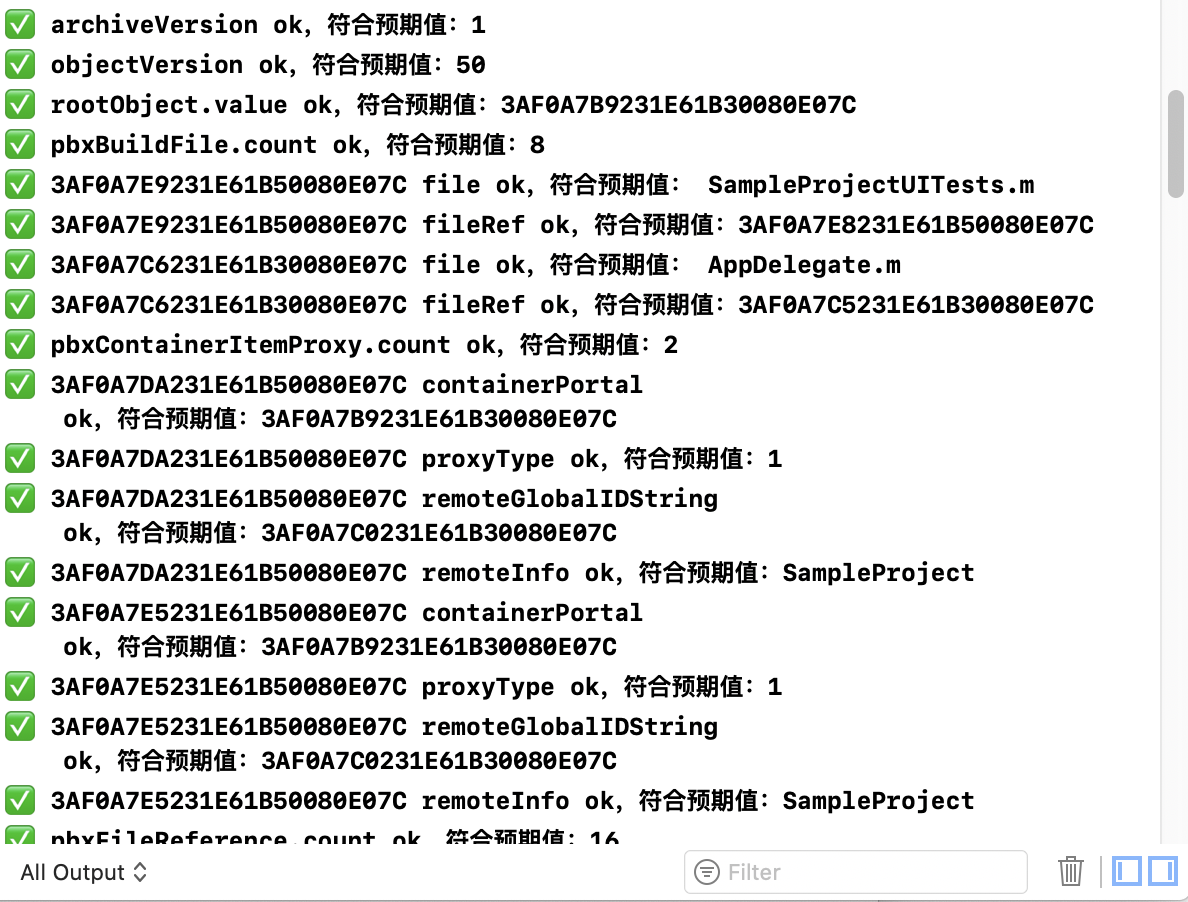 ✅ archiveVersion ok，符合预期值：1
✅ objectVersion ok，符合预期值：50
✅ rootObject.value ok，符合预期值：3AF0A7B9231E61B30080E07C
✅ pbxBuildFile.count ok，符合预期值：8
✅ 3AF0A7E9231E61B50080E07C file ok，符合预期值： SampleProjectUITests.m
✅ 3AF0A7E9231E61B50080E07C fileRef ok，符合预期值：3AF0A7E8231E61B50080E07C
✅ 3AF0A7C6231E61B30080E07C file ok，符合预期值： AppDelegate.m
✅ 3AF0A7C6231E61B30080E07C fileRef ok，符合预期值：3AF0A7C5231E61B30080E07C
✅ pbxContainerItemProxy.count ok，符合预期值：2
✅ 3AF0A7DA231E61B50080E07C containerPortal
ok，符合预期值：3AF0A7B9231E61B30080E07C
✅ 3AF0A7DA231E61B50080E07C proxyType ok，符合预期值：1
✅ 3AF0A7DA231E61B50080E07C remoteGlobalIDString
ok，符合预期值：3AF0A7C0231E61B30080E07C
✅ 3AF0A7DA231E61B50080E07C remoteInfo ok，符合预期值：SampleProject
✅ 3AF0A7E5231E61B50080E07C containerPortal
ok，符合预期值：3AF0A7B9231E61B30080E07C
✅ 3AF0A7E5231E61B50080E07C proxyType ok，符合预期值：1
✅ 3AF0A7E5231E61B50080E07C remoteGlobalIDString
ok，符合预期值：3AF0A7C0231E61B30080E07C
✅ 3AF0A7E5231E61B50080E07C remoteInfo ok，符合预期值：SampleProject
✅ pbxFileReference.count ok，符合预期值：16
All Output
Filter